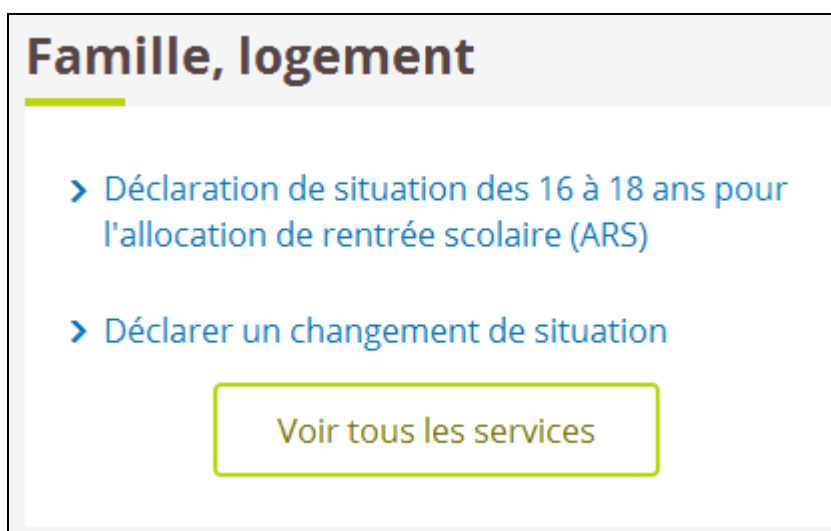 Famille, logement
Déclaration de situation des 16 à 18 ans pour
l'allocation de rentrée scolaire (ARS)
Déclarer un changement de situation
Voir tous les services